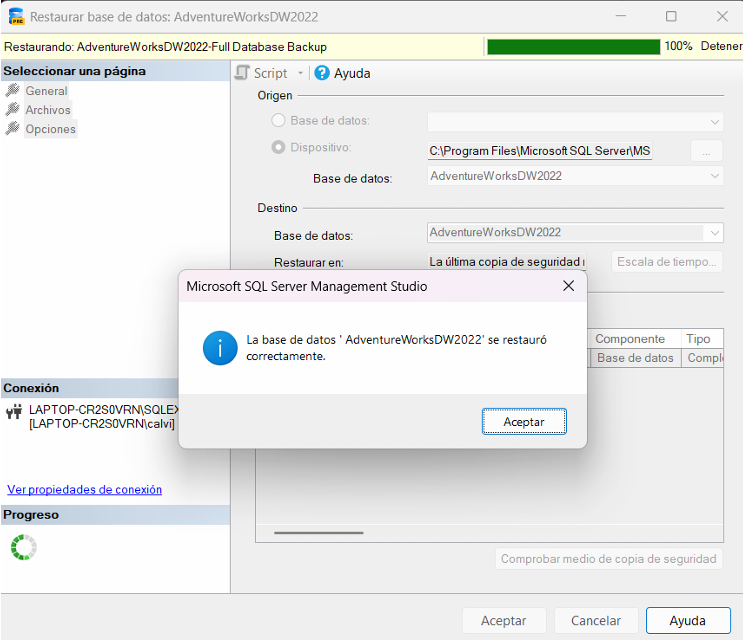 Restaurar base de datos: AdventureWorksDW2022
Restaurando: AdventureWorksDW2022-Full Database Backup
100%
Detener
Seleccionar una página
General
Archivos
Opciones
Script
Ayuda
Origen
Base de datos:
Dispositivo:
C:\Program Files\Microsoft SQL Server\MS
...
Base de datos:
AdventureWorksDW2022
Destino
Base de datos:
AdventureWorksDW2022
Restaurar en:
La última copia de seguridad
Escala de tiempo...
Microsoft SQL Server Management Studio
La base de datos ' AdventureWorksDW2022' se restauró
correctamente.
Aceptar
Componente
Tipo
Base de datos
Comple
Conexión
LAPTOP-CR2S0VRN\SQLEX
[LAPTOP-CR2S0VRN\calvi]
Ver propiedades de conexión
Progreso
Comprobar medio de copia de seguridad
Aceptar
Cancelar
Ayuda